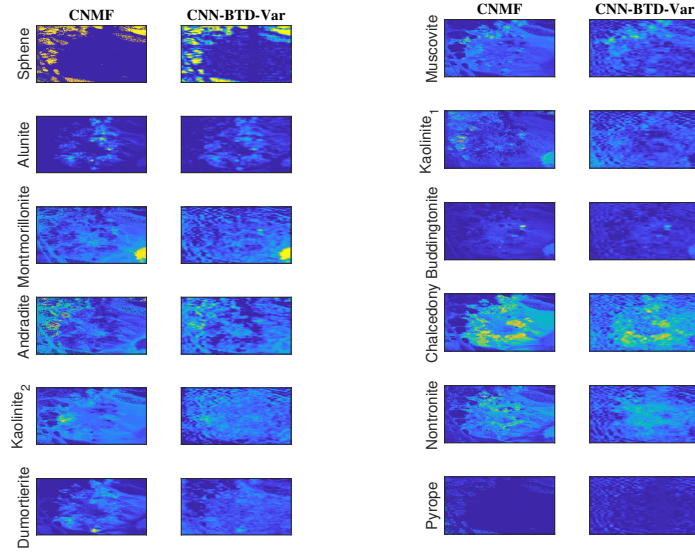 CNMF CNN-BTD-Var
Sphene
Alunite
Montmorillonite
Andradite
Kaolinite2
Dumortierite
CNMF CNN-BTD-Var
Muscovite
Kaolinite1
Buddingtonite
Chalcedony
Nontronite
Pyrope